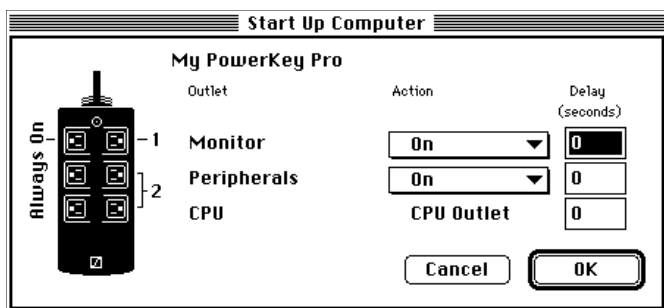 Start Up Computer
My PowerKey Pro
Outlet Action Delay
(seconds)
Always On
1
2
Monitor On 0
Peripherals On 0
CPU CPU Outlet 0
Cancel OK